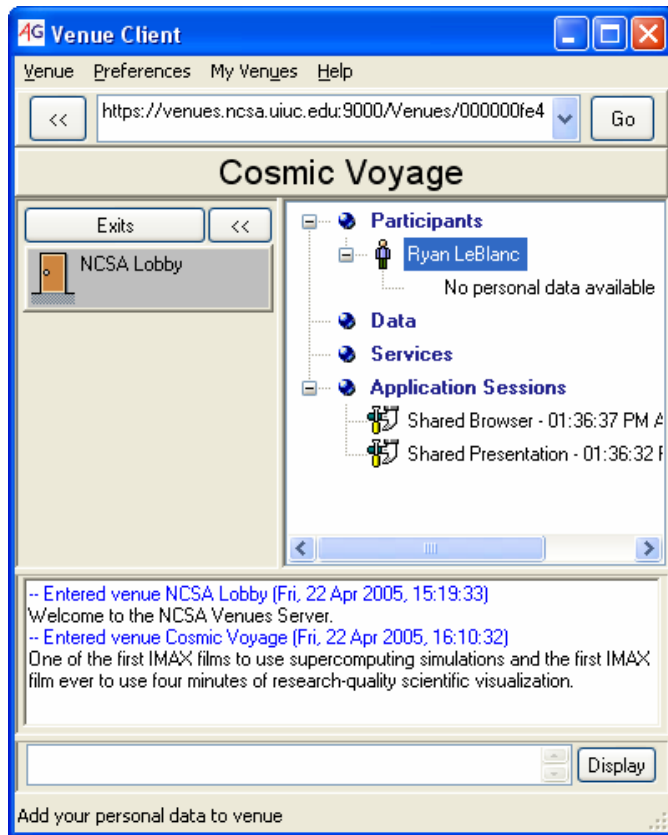 AG Venue Client
Venue Preferences My Venues Help
<< https://venues.ncsa.uiuc.edu:9000/Venues/000000fe4 Go
Cosmic Voyage
Exits <<
NCSA Lobby
Participants
Ryan LeBlanc
No personal data available
Data
Services
Application Sessions
Shared Browser - 01:36:37 PM
Shared Presentation - 01:36:32
-- Entered venue NCSA Lobby (Fri, 22 Apr 2005, 15:19:33)
Welcome to the NCSA Venues Server.
-- Entered venue Cosmic Voyage (Fri, 22 Apr 2005, 16:10:32)
One of the first IMAX films to use supercomputing simulations and the first IMAX
film ever to use four minutes of research-quality scientific visualization.
Display
Add your personal data to venue